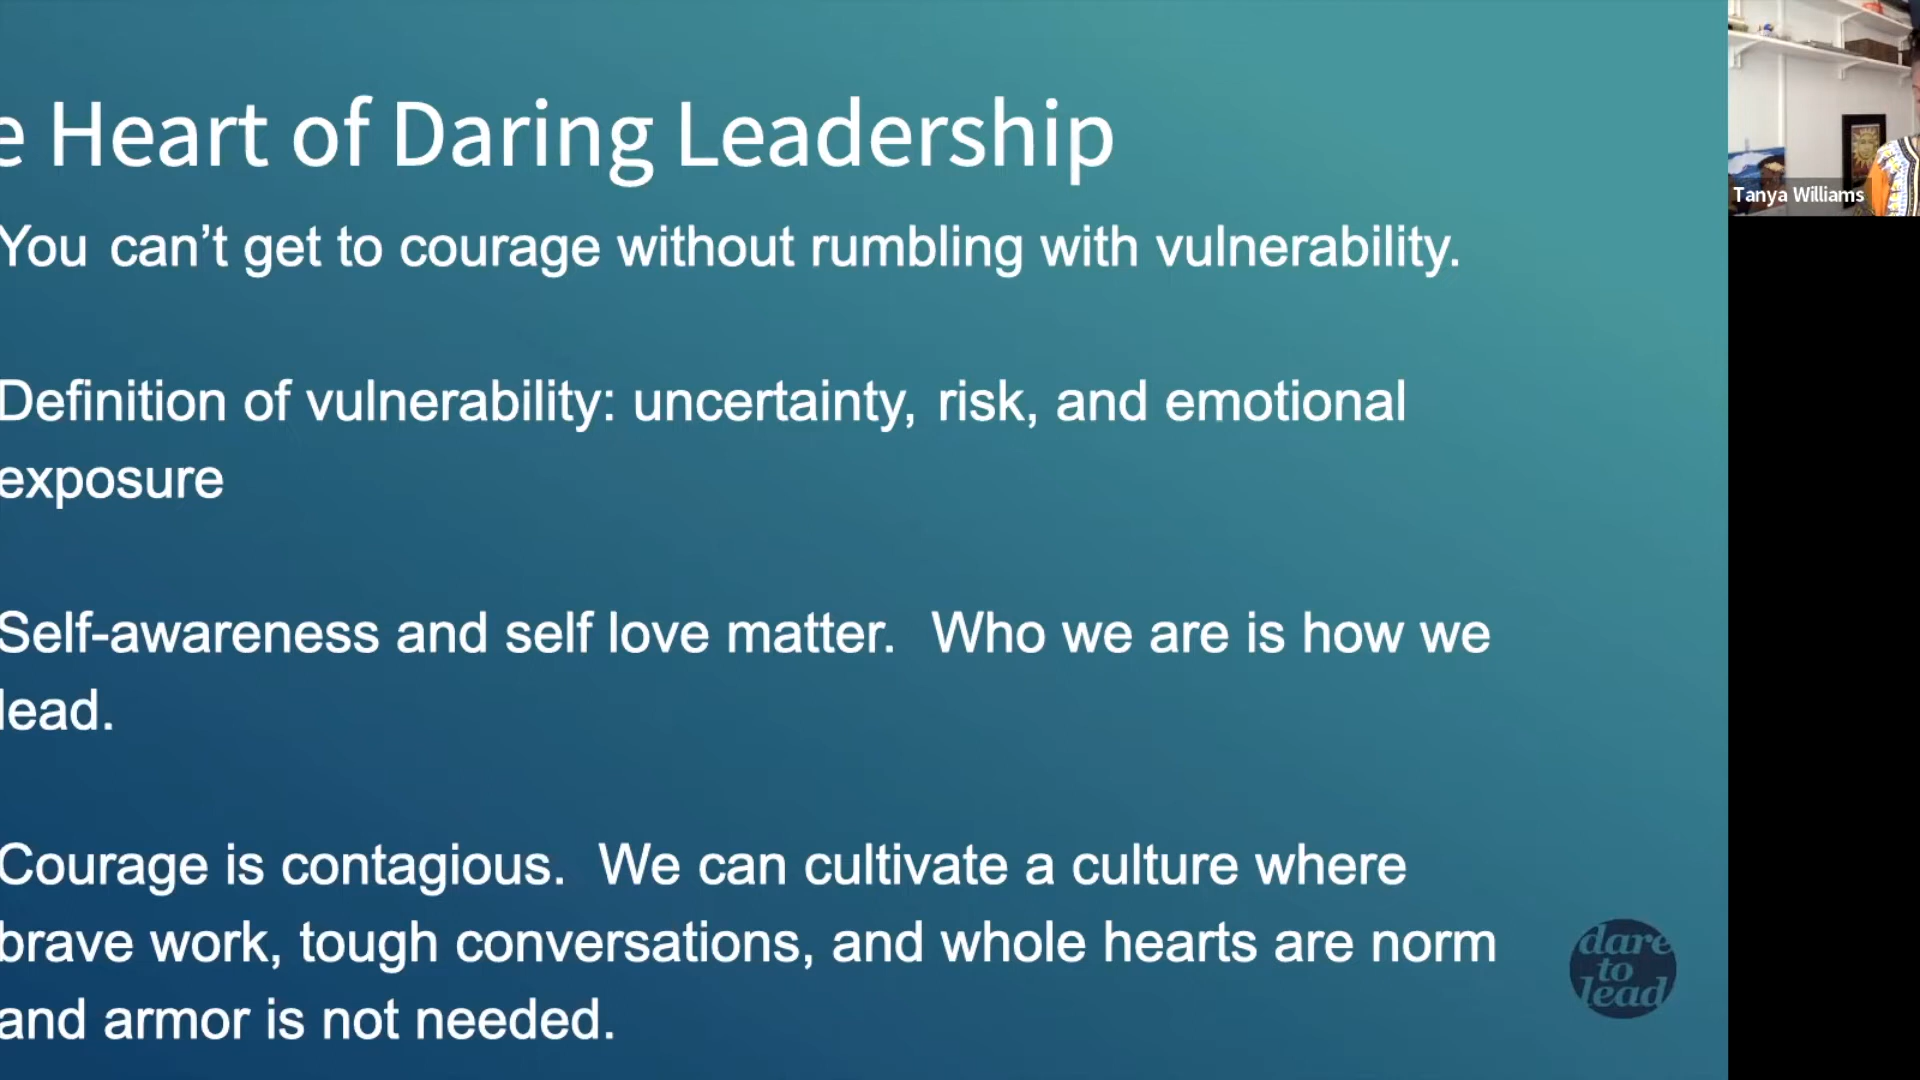 e Heart of Daring Leadership
You can’t get to courage without rumbling with vulnerability.
Definition of vulnerability: uncertainty, risk, and emotional
exposure
Self-awareness and self love matter. Who we are is how we
lead.
Courage is contagious. We can cultivate a culture where
brave work, tough conversations, and whole hearts are norm
and armor is not needed.
dare
to
lead
Tanya Williams